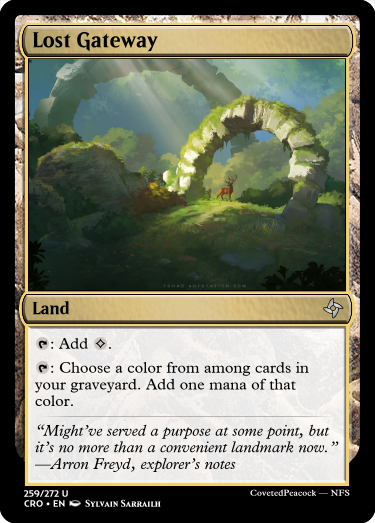 Lost Gateway
Land
: Add .
: Choose a color from among cards in
your graveyard. Add one mana of that
color.
“Might’ve served a purpose at some point, but
it’s no more than a convenient landmark now.”
—Arron Freyd, explorer’s notes
259/272 U
CRO • EN Sylvain Sarrailh
CovetedPeacock — NFS